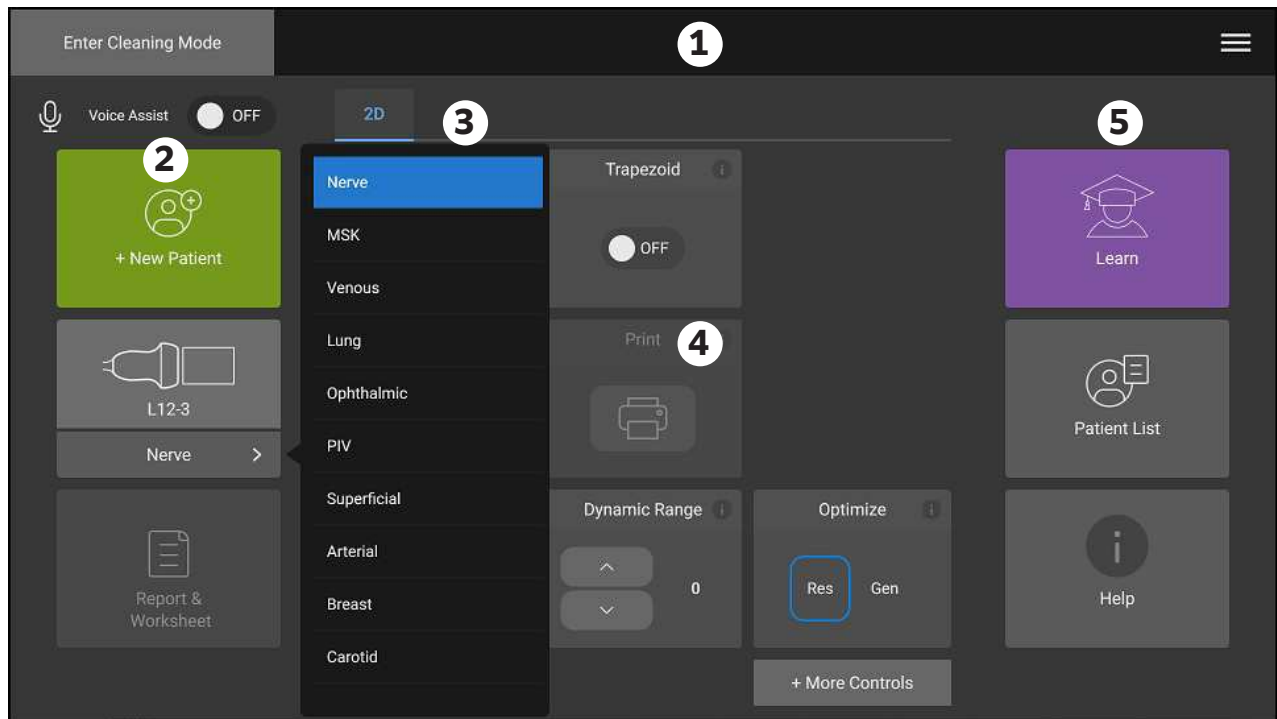 Enter Cleaning Mode
1
Voice Assist
OFF
2D
3
5
2
+ New Patient
L12-3
Nerve >
Report &
Worksheet
Nerve
MSK
Venous
Lung
Ophthalmic
PIV
Superficial
Arterial
Breast
Carotid
Trapezoid i
OFF
Print
4
Dynamic Range i
0
Optimize i
Res Gen
+ More Controls
Learn
Patient List
i
Help